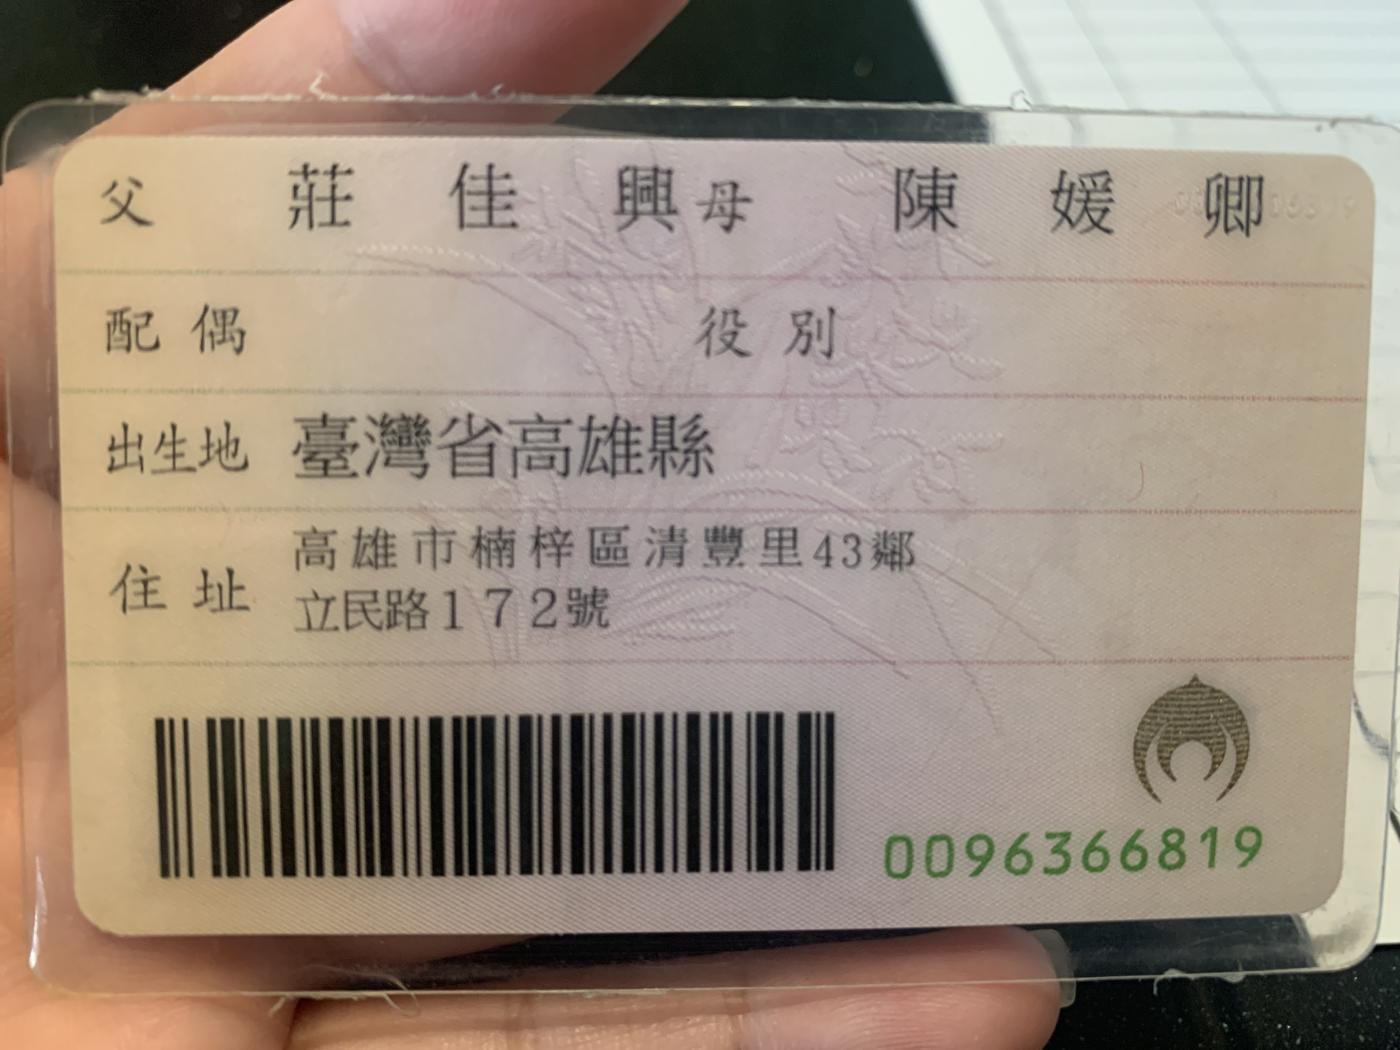 父 莊佳興 母 陳媛卿
配偶 役別
出生地 臺灣省高雄縣
住址 高雄市楠梓區清豐里43鄰
立民路172號
0096366819